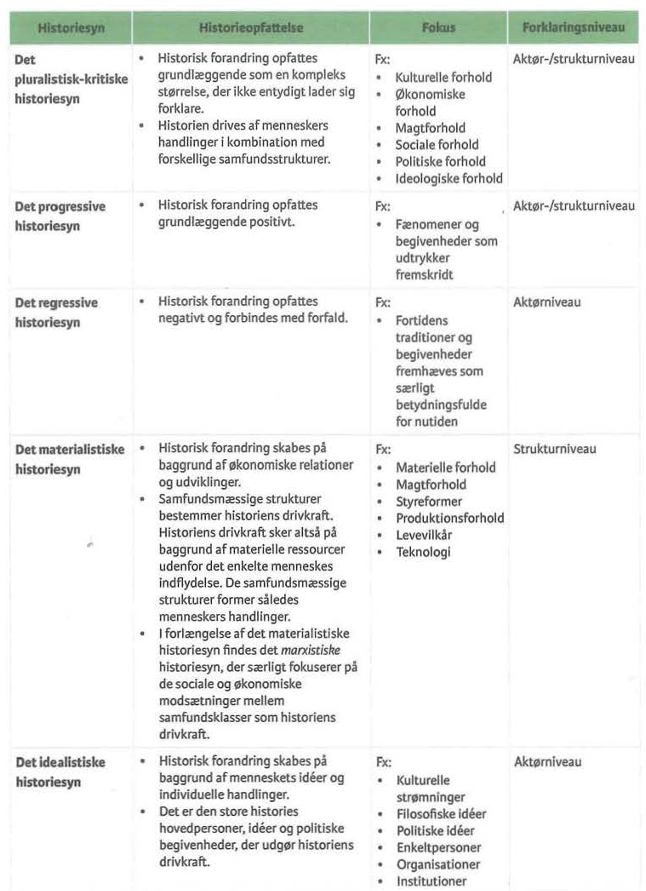 Historiesyn
Historieopfattelse
Fokus
Forklaringsniveau
Det
pluralistisk-kritiske
historiesyn
• Historisk forandring opfattes
grundlæggende som en kompleks
størrelse, der ikke entydigt lader sig
forklare.
• Historien drives af menneskers
handlinger i kombination med
forskellige samfundsstrukturer.
Fx:
• Kulturelle forhold
• Økonomiske
forhold
• Magtforhold
• Sociale forhold
• Politiske forhold
• Ideologiske forhold
Aktør-/strukturniveau
Det progressive
historiesyn
• Historisk forandring opfattes
grundlæggende positivt.
Fx:
• Fænomener og
begivenheder som
udtrykker
fremskridt
Aktør-/strukturniveau
Det regressive
historiesyn
• Historisk forandring opfattes
negativt og forbindes med forfald.
Fx:
• Fortidens
traditioner og
begivenheder
fremhæves som
særligt
betydningsfulde
for nutiden
Aktørniveau
Det materialistiske
historiesyn
• Historisk forandring skabes på
baggrund af økonomiske relationer
og udviklinger.
• Samfundsmæssige strukturer
bestemmer historiens drivkraft.
Historiens drivkraft sker altså på
baggrund af materielle ressourcer
udenfor det enkelte menneskes
indflydelse. De samfundsmæssige
strukturer former således
menneskers handlinger.
• I forlængelse af det materialistiske
historiesyn findes det marxistiske
historiesyn, der særligt fokuserer på
de sociale og økonomiske
modsætninger mellem
samfundsklasser som historiens
drivkraft.
Fx:
• Materielle forhold
• Magtforhold
• Styreformer
• Produktionsforhold
• Levevilkår
• Teknologi
Strukturniveau
Det idealistiske
historiesyn
• Historisk forandring skabes på
baggrund af menneskets idéer og
individuelle handlinger.
• Det er den store histories
hovedpersoner, idéer og politiske
begivenheder, der udgør historiens
drivkraft.
Fx:
• Kulturelle
strømninger
• Filosofiske idéer
• Politiske idéer
• Enkeltpersoner
• Organisationer
• Institutioner
Aktørniveau